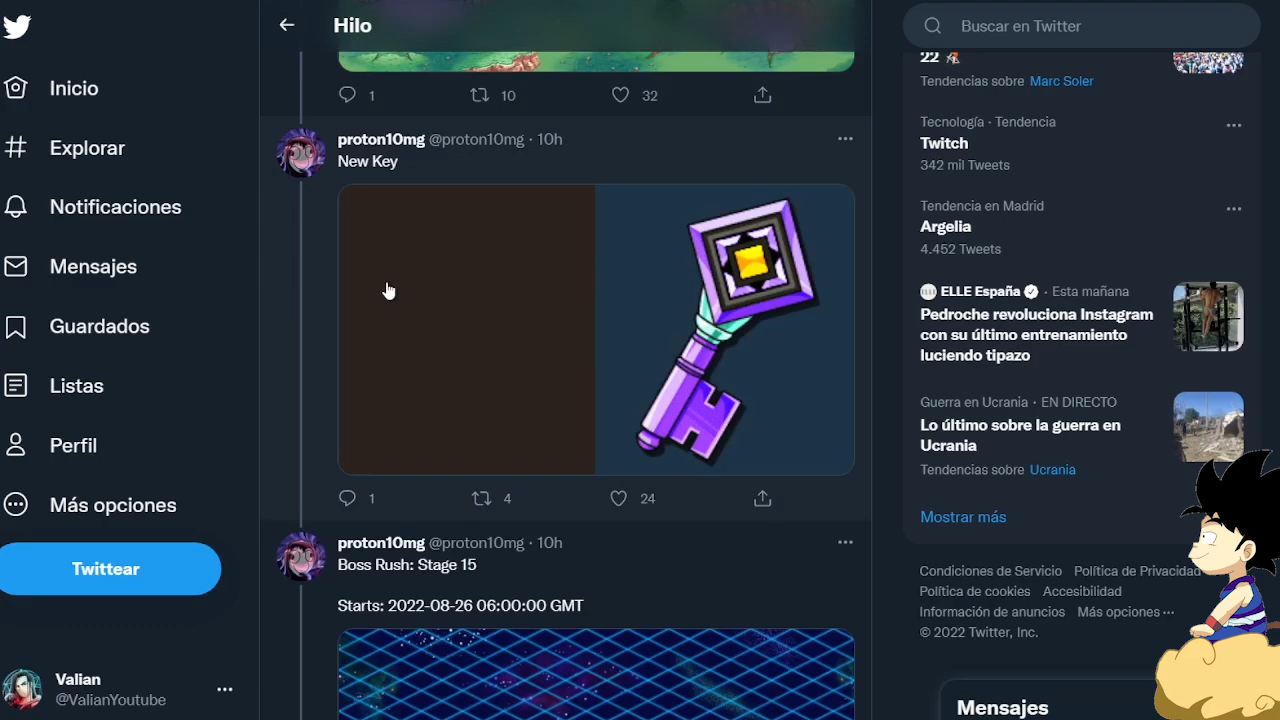 Inicio
Explorar
Notificaciones
Mensajes
Guardados
Listas
Perfil
Más opciones
Twittear
Valian
@ValianYoutube
Hilo
1 10 32
proton10mg @proton10mg · 10h
New Key
1 4 24
proton10mg @proton10mg · 10h
Boss Rush: Stage 15
Starts: 2022-08-26 06:00:00 GMT
Buscar en Twitter
22
Tendencias sobre Marc Soler
Tecnología · Tendencia
Twitch
342 mil Tweets
Tendencia en Madrid
Argelia
4.452 Tweets
ELLE España · Esta mañana
Pedroche revoluciona Instagram
con su último entrenamiento
luciendo tipazo
Guerra en Ucrania · EN DIRECTO
Lo último sobre la guerra en
Ucrania
Tendencias sobre Ucrania
Mostrar más
Condiciones de Servicio Política de Privacidad
Política de cookies Accesibilidad
Información de anuncios Más opciones ···
© 2022 Twitter, Inc.
Mensajes